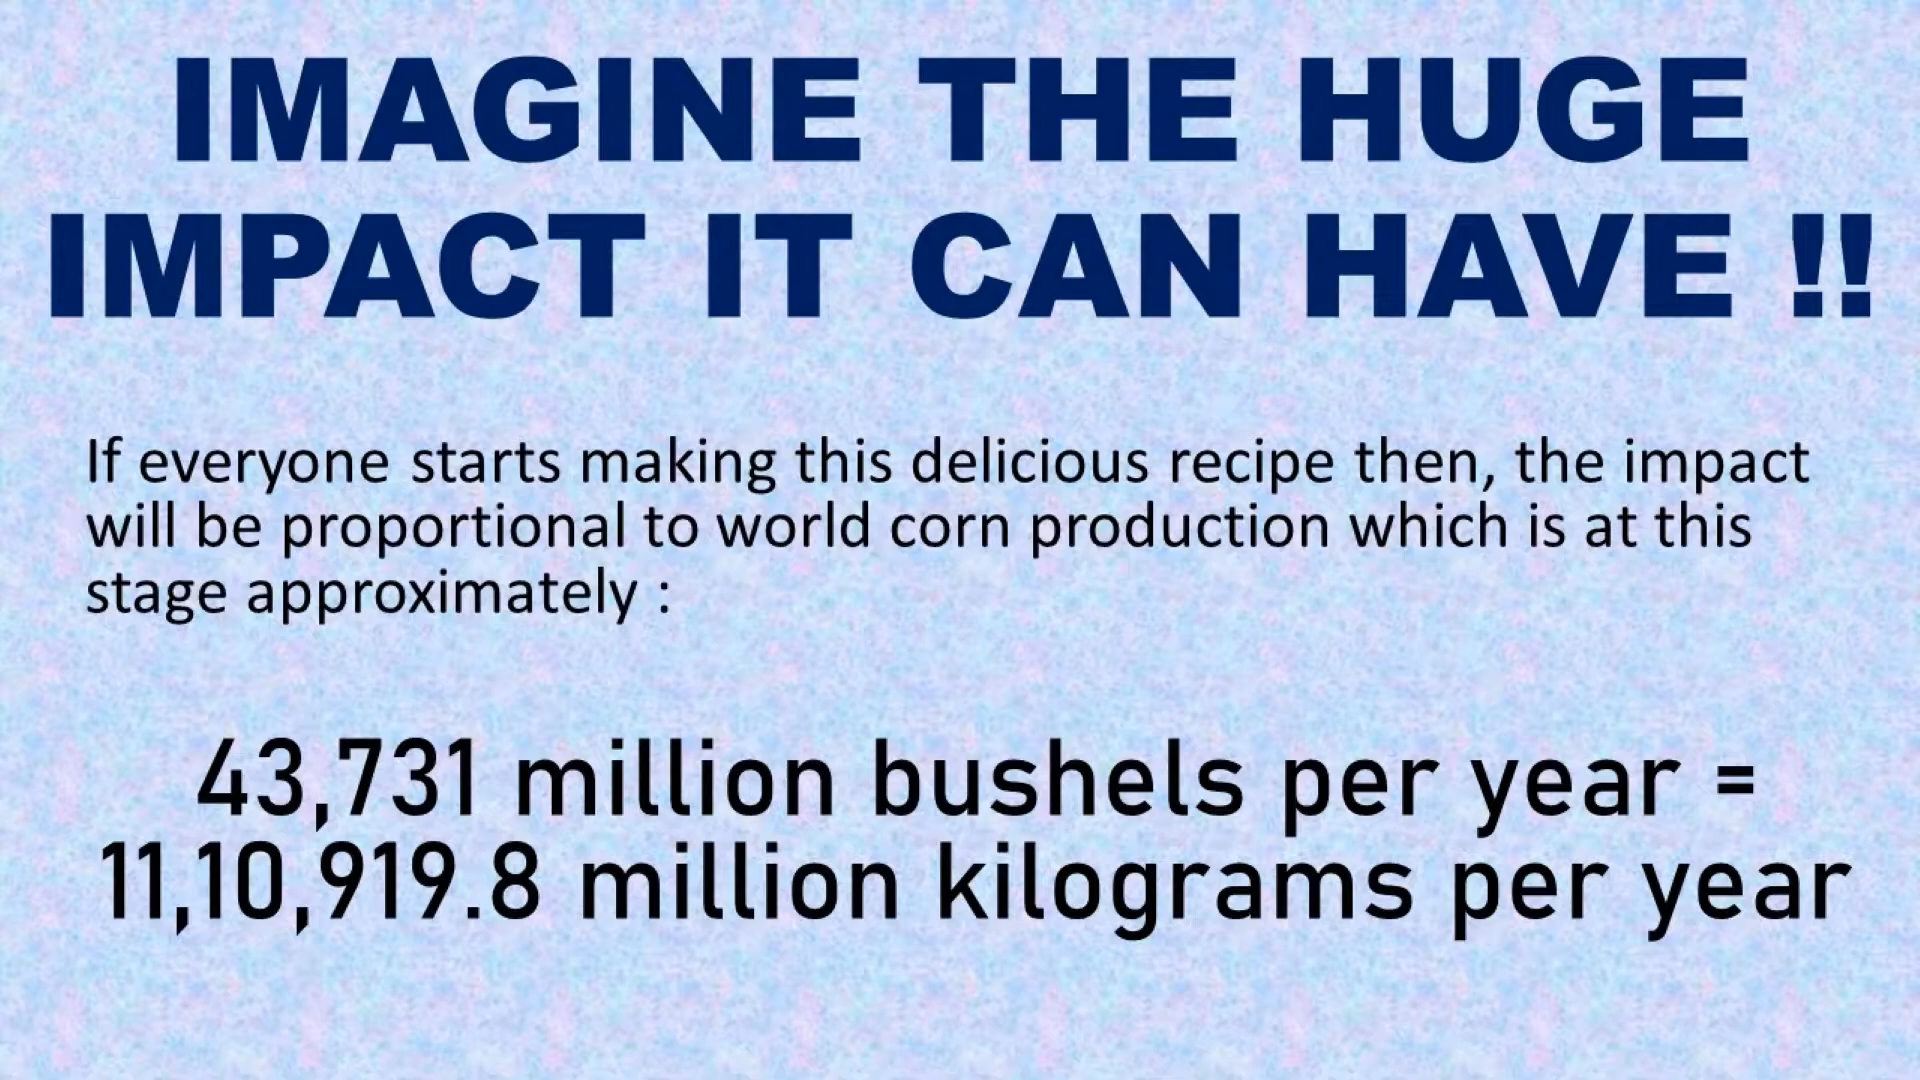 IMAGINE THE HUGE
IMPACT IT CAN HAVE !!
If everyone starts making this delicious recipe then, the impact
will be proportional to world corn production which is at this
stage approximately :
43,731 million bushels per year =
11,10,919.8 million kilograms per year